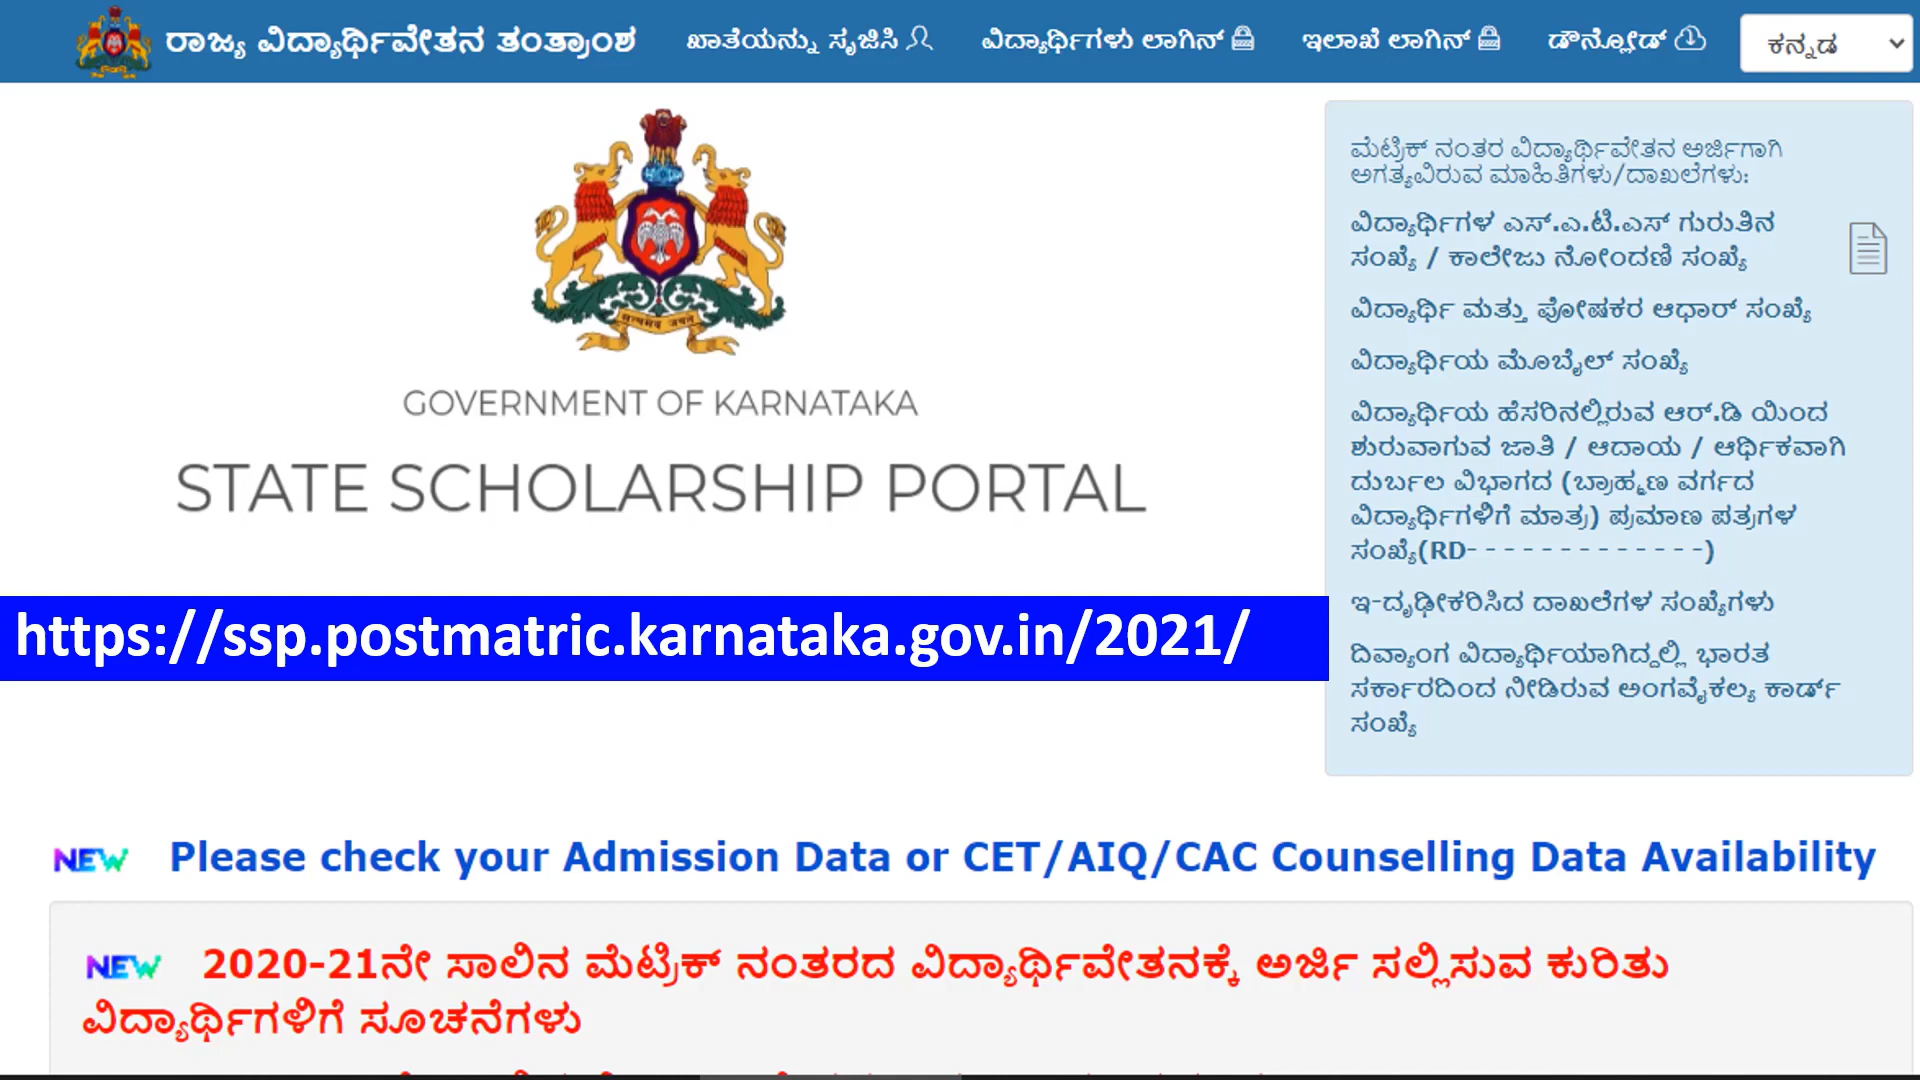 ರಾಜ್ಯ ವಿದ್ಯಾರ್ಥಿವೇತನ ತಂತ್ರಾಂಶ
ಖಾತೆಯನ್ನು ಸೃಜಿಸಿ
ವಿದ್ಯಾರ್ಥಿಗಳು ಲಾಗಿನ್
ಇಲಾಖೆ ಲಾಗಿನ್
ಡೌನ್ಲೋಡ್
ಕನ್ನಡ
सत्यमेव जयते
GOVERNMENT OF KARNATAKA
STATE SCHOLARSHIP PORTAL
https://ssp.postmatric.karnataka.gov.in/2021/
ಮೆಟ್ರಿಕ್ ನಂತರ ವಿದ್ಯಾರ್ಥಿವೇತನ ಅರ್ಜಿಗಾಗಿ
ಅಗತ್ಯವಿರುವ ಮಾಹಿತಿಗಳು/ದಾಖಲೆಗಳು:
ವಿದ್ಯಾರ್ಥಿಗಳ ಎಸ್.ಎ.ಟಿ.ಎಸ್ ಗುರುತಿನ
ಸಂಖ್ಯೆ / ಕಾಲೇಜು ನೋಂದಣಿ ಸಂಖ್ಯೆ
ವಿದ್ಯಾರ್ಥಿ ಮತ್ತು ಪೋಷಕರ ಆಧಾರ್ ಸಂಖ್ಯೆ
ವಿದ್ಯಾರ್ಥಿಯ ಮೊಬೈಲ್ ಸಂಖ್ಯೆ
ವಿದ್ಯಾರ್ಥಿಯ ಹೆಸರಿನಲ್ಲಿರುವ ಆರ್.ಡಿ ಯಿಂದ
ಶುರುವಾಗುವ ಜಾತಿ / ಆದಾಯ / ಆರ್ಥಿಕವಾಗಿ
ದುರ್ಬಲ ವಿಭಾಗದ (ಬ್ರಾಹ್ಮಣ ವರ್ಗದ
ವಿದ್ಯಾರ್ಥಿಗಳಿಗೆ ಮಾತ್ರ) ಪ್ರಮಾಣ ಪತ್ರಗಳ
ಸಂಖ್ಯೆ(RD- - - - - - - - - - - - -)
ಇ-ದೃಢೀಕರಿಸಿದ ದಾಖಲೆಗಳ ಸಂಖ್ಯೆಗಳು
ದಿವ್ಯಾಂಗ ವಿದ್ಯಾರ್ಥಿಯಾಗಿದ್ದಲ್ಲಿ ಭಾರತ
ಸರ್ಕಾರದಿಂದ ನೀಡಿರುವ ಅಂಗವೈಕಲ್ಯ ಕಾರ್ಡ್
ಸಂಖ್ಯೆ
NEW Please check your Admission Data or CET/AIQ/CAC Counselling Data Availability
NEW 2020-21ನೇ ಸಾಲಿನ ಮೆಟ್ರಿಕ್ ನಂತರದ ವಿದ್ಯಾರ್ಥಿವೇತನಕ್ಕೆ ಅರ್ಜಿ ಸಲ್ಲಿಸುವ ಕುರಿತು
ವಿದ್ಯಾರ್ಥಿಗಳಿಗೆ ಸೂಚನೆಗಳು